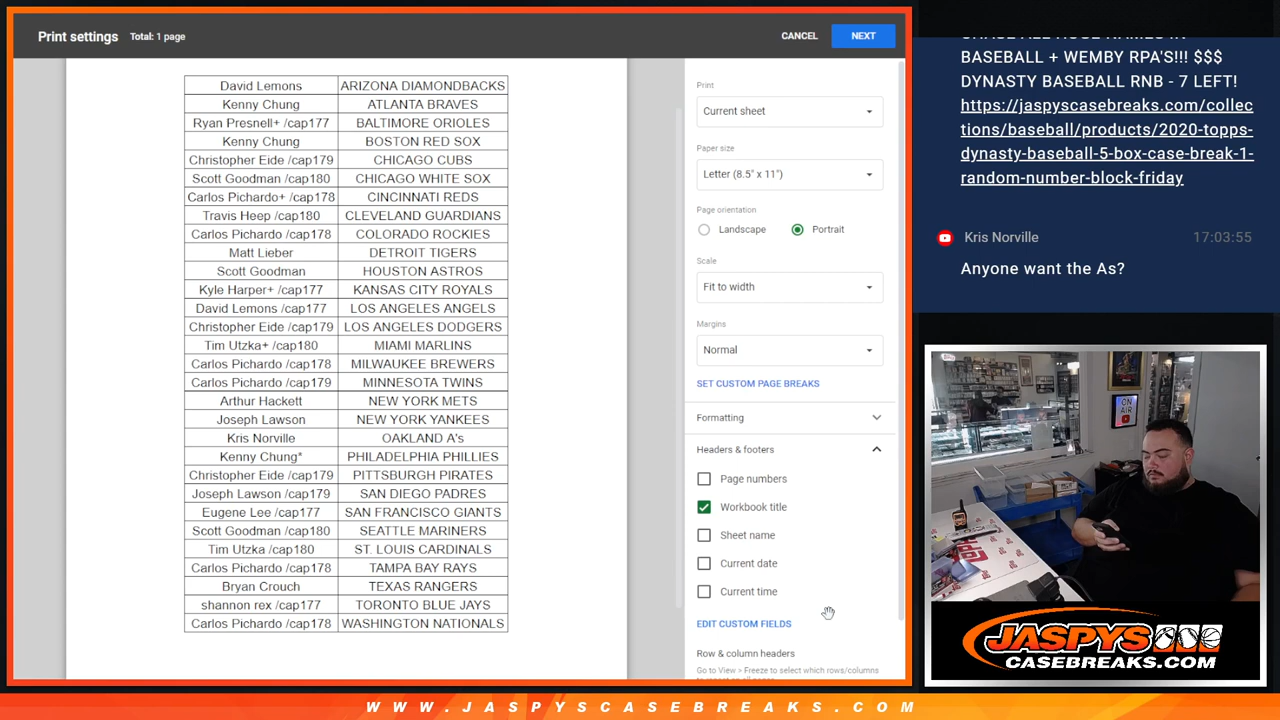 Print settings
Total: 1 page
CANCEL
NEXT
David Lemons ARIZONA DIAMONDBACKS
Kenny Chung ATLANTA BRAVES
Ryan Presnell+ /cap177 BALTIMORE ORIOLES
Kenny Chung BOSTON RED SOX
Christopher Eide /cap179 CHICAGO CUBS
Scott Goodman /cap180 CHICAGO WHITE SOX
Carlos Pichardo+ /cap178 CINCINNATI REDS
Travis Heep /cap180 CLEVELAND GUARDIANS
Carlos Pichardo /cap178 COLORADO ROCKIES
Matt Lieber DETROIT TIGERS
Scott Goodman HOUSTON ASTROS
Kyle Harper+ /cap177 KANSAS CITY ROYALS
David Lemons /cap177 LOS ANGELES ANGELS
Christopher Eide /cap179 LOS ANGELES DODGERS
Tim Utzka+ /cap180 MIAMI MARLINS
Carlos Pichardo /cap178 MILWAUKEE BREWERS
Carlos Pichardo /cap179 MINNESOTA TWINS
Arthur Hackett NEW YORK METS
Joseph Lawson NEW YORK YANKEES
Kris Norville OAKLAND A's
Kenny Chung* PHILADELPHIA PHILLIES
Christopher Eide /cap179 PITTSBURGH PIRATES
Joseph Lawson /cap179 SAN DIEGO PADRES
Eugene Lee /cap177 SAN FRANCISCO GIANTS
Scott Goodman /cap180 SEATTLE MARINERS
Tim Utzka /cap180 ST. LOUIS CARDINALS
Carlos Pichardo /cap178 TAMPA BAY RAYS
Bryan Crouch TEXAS RANGERS
shannon rex /cap177 TORONTO BLUE JAYS
Carlos Pichardo /cap178 WASHINGTON NATIONALS
Print
Current sheet
Paper size
Letter (8.5" x 11")
Page orientation
Landscape
Portrait
Scale
Fit to width
Margins
Normal
SET CUSTOM PAGE BREAKS
Formatting
Headers & footers
Page numbers
Workbook title
Sheet name
Current date
Current time
EDIT CUSTOM FIELDS
Row & column headers
Go to View > Freeze to select which rows/columns
BASEBALL + WEMBY RPA'S!!! $$$
DYNASTY BASEBALL RNB - 7 LEFT!
https://jaspyscasebreaks.com/collec
tions/baseball/products/2020-topps-
dynasty-baseball-5-box-case-break-1-
random-number-block-friday
Kris Norville 17:03:55
Anyone want the As?
ON
AIR
JASPYS
CASEBREAKS.COM
WWW.JASPYSCASEBREAKS.COM